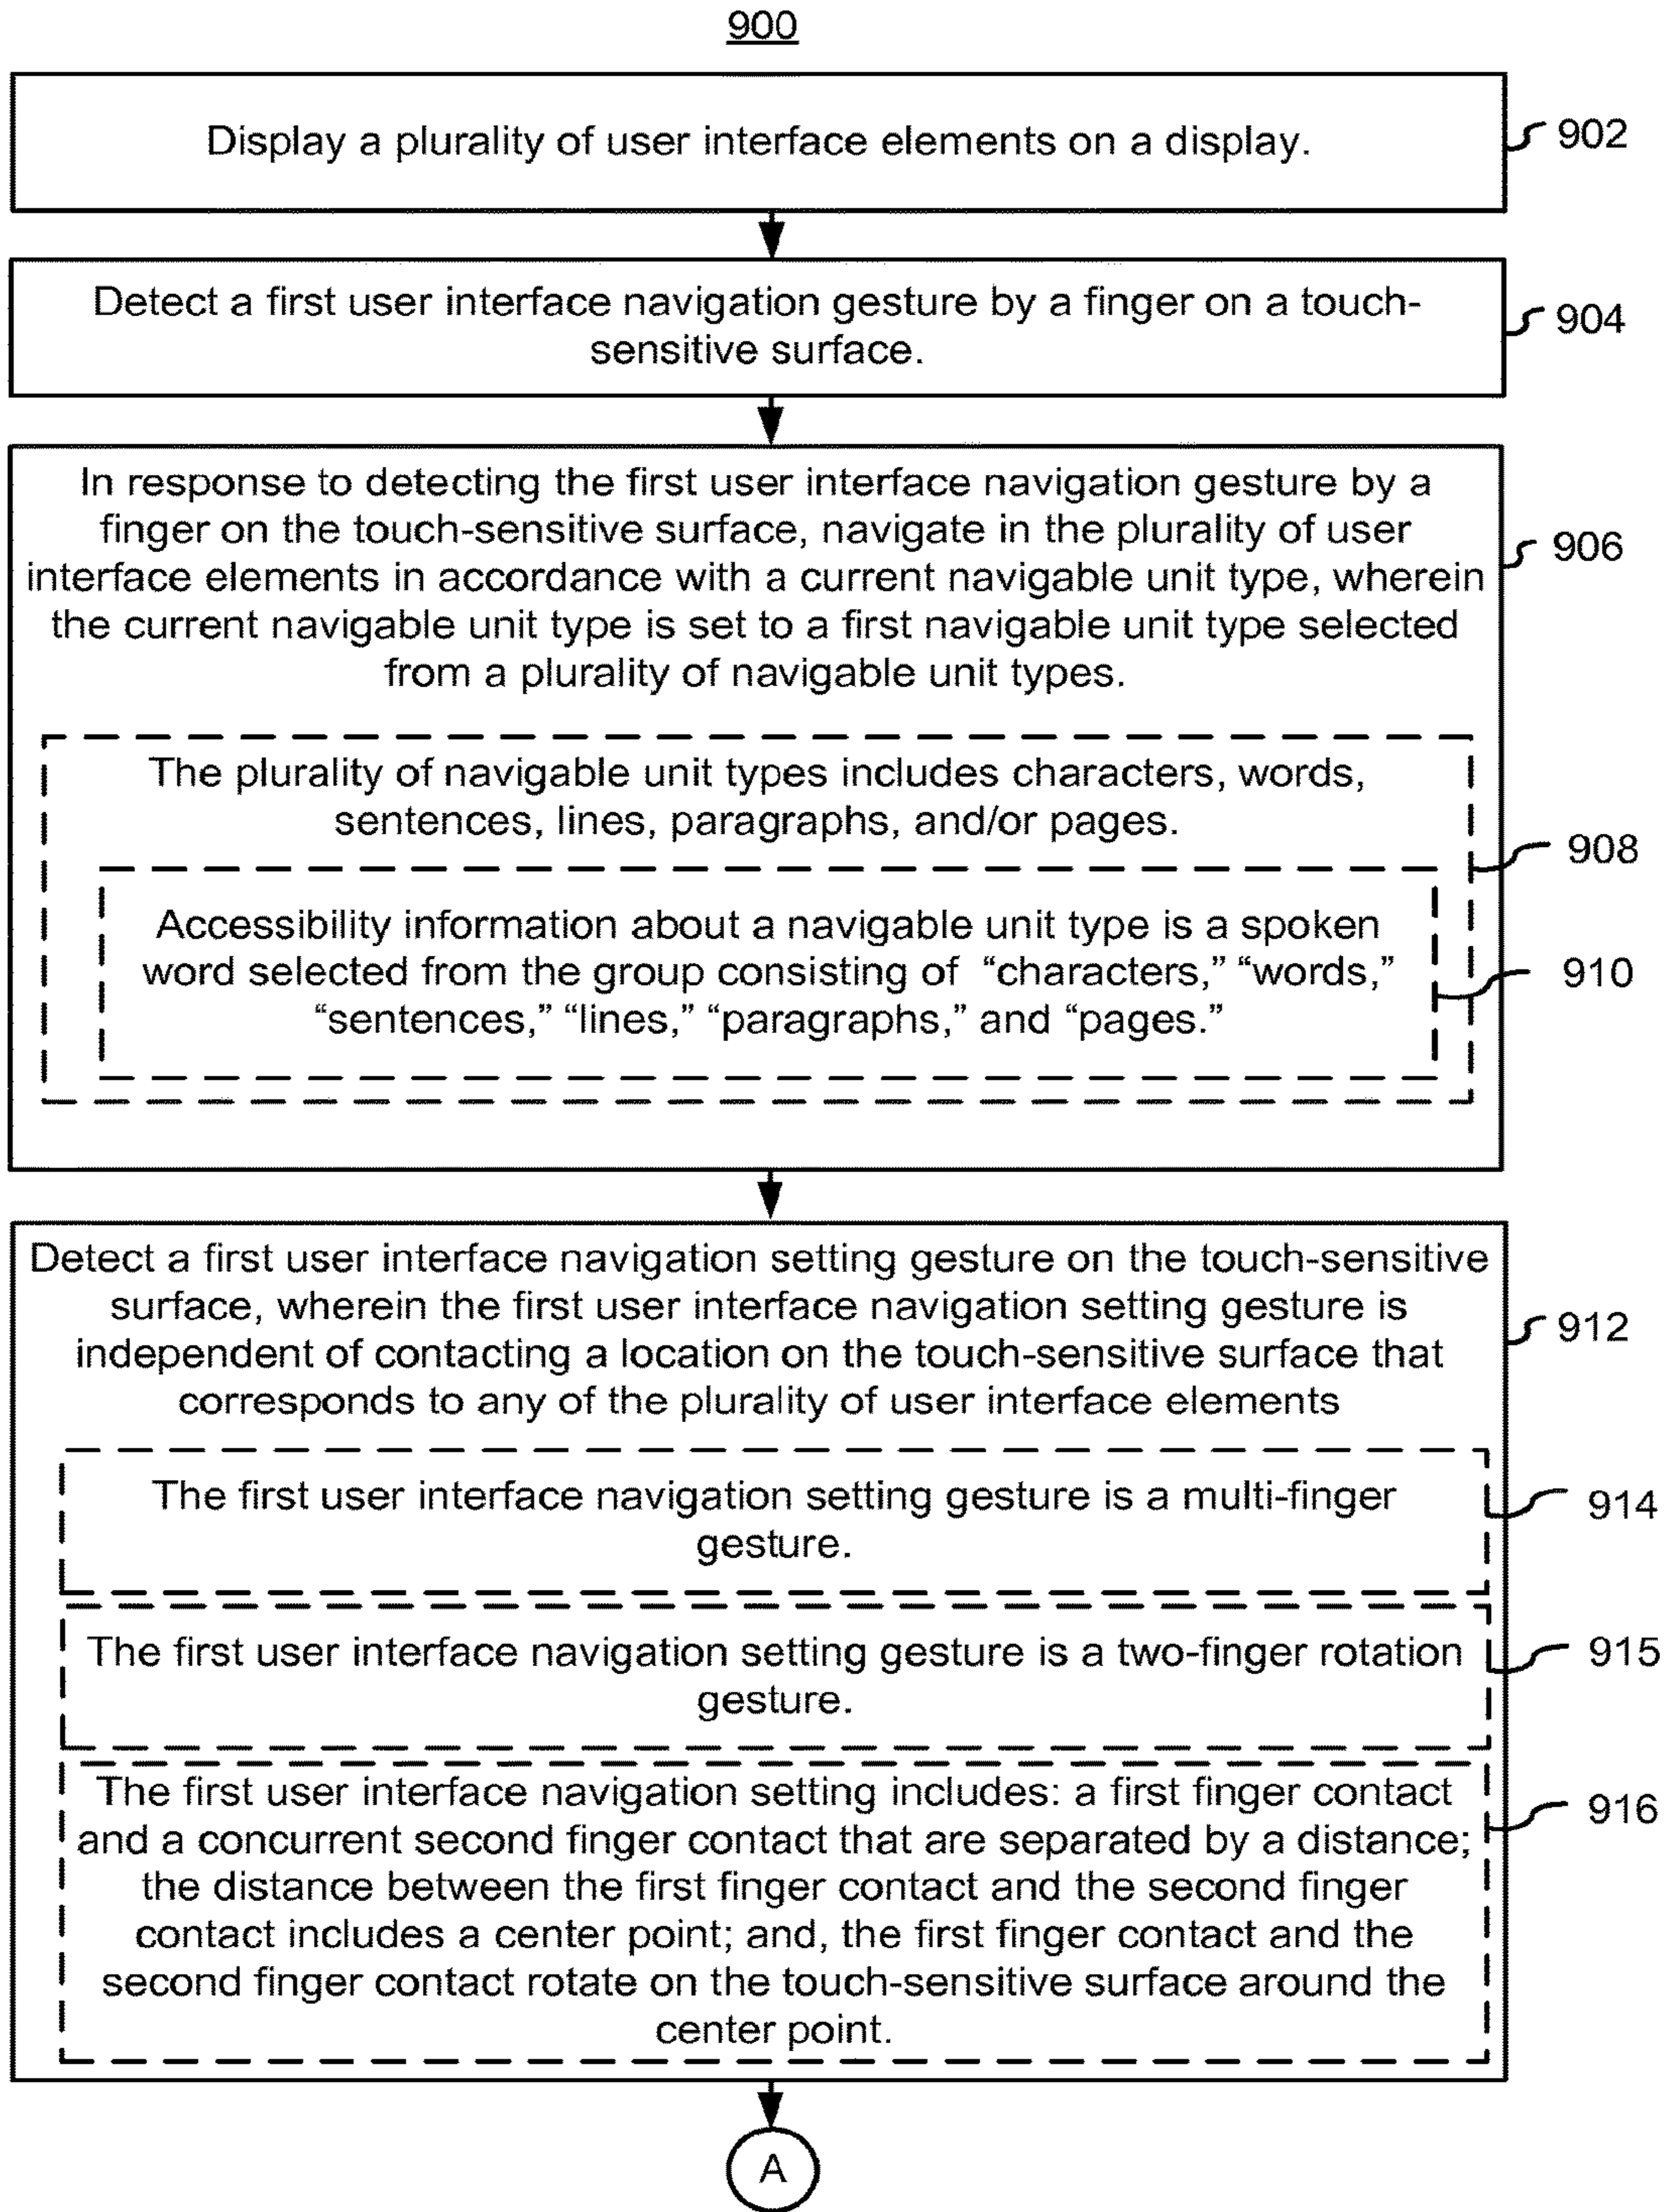 900
Display a plurality of user interface elements on a display.
902
Detect a first user interface navigation gesture by a finger on a touch-
sensitive surface.
904
In response to detecting the first user interface navigation gesture by a
finger on the touch-sensitive surface, navigate in the plurality of user
interface elements in accordance with a current navigable unit type, wherein
the current navigable unit type is set to a first navigable unit type selected
from a plurality of navigable unit types.
906
The plurality of navigable unit types includes characters, words,
sentences, lines, paragraphs, and/or pages.
908
Accessibility information about a navigable unit type is a spoken
word selected from the group consisting of “characters,” “words,”
“sentences,” “lines,” “paragraphs,” and “pages.”
910
Detect a first user interface navigation setting gesture on the touch-sensitive
surface, wherein the first user interface navigation setting gesture is
independent of contacting a location on the touch-sensitive surface that
corresponds to any of the plurality of user interface elements
912
The first user interface navigation setting gesture is a multi-finger
gesture.
914
The first user interface navigation setting gesture is a two-finger rotation
gesture.
915
The first user interface navigation setting includes: a first finger contact
and a concurrent second finger contact that are separated by a distance;
the distance between the first finger contact and the second finger
contact includes a center point; and, the first finger contact and the
second finger contact rotate on the touch-sensitive surface around the
center point.
916
A